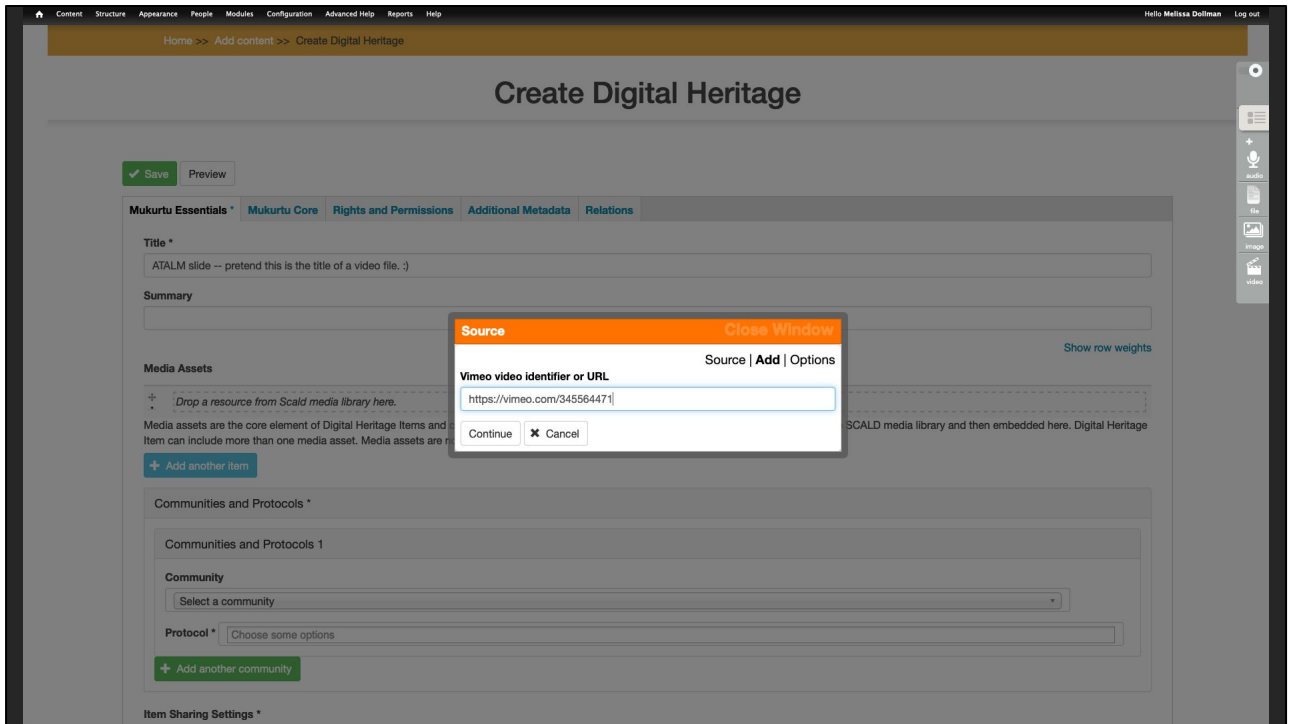 Content Structure Appearance People Modules Configuration Advanced Help Reports Help Hello Melissa Dollman Log out
Home >> Add content >> Create Digital Heritage
Create Digital Heritage
Save Preview
Mukurtu Essentials * Mukurtu Core Rights and Permissions Additional Metadata Relations
Title *
ATALM slide -- pretend this is the title of a video file. :)
Summary
Show row weights
Media Assets
Drop a resource from Scald media library here.
Media assets are the core element of Digital Heritage Items and SCALD media library and then embedded here. Digital Heritage
Item can include more than one media asset. Media assets are
+ Add another item
Source Close Window
Source | Add | Options
Vimeo video identifier or URL
https://vimeo.com/345564471
Continue ✖ Cancel
Communities and Protocols *
Communities and Protocols 1
Community
Select a community
Protocol * Choose some options
+ Add another community
Item Sharing Settings *
+
audio
file
image
video